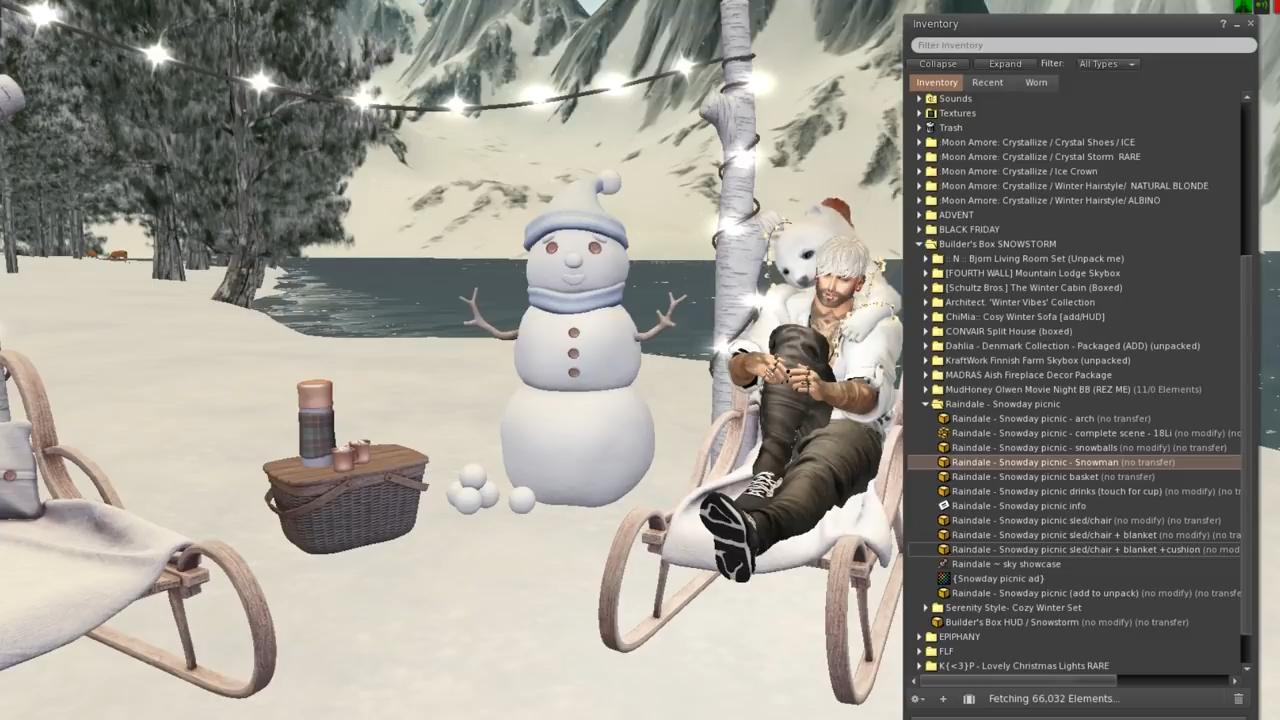 Inventory
Filter Inventory
Collapse Expand Filter: All Types
Inventory Recent Worn
Sounds
Textures
Trash
:Moon Amore: Crystallize / Crystal Shoes / ICE
:Moon Amore: Crystallize / Crystal Storm RARE
:Moon Amore: Crystallize / Ice Crown
:Moon Amore: Crystallize / Winter Hairstyle/ NATURAL BLONDE
:Moon Amore: Crystallize / Winter Hairstyle/ ALBINO
ADVENT
BLACK FRIDAY
Builder's Box SNOWSTORM
:: N :: Bjorn Living Room Set (Unpack me)
[FOURTH WALL] Mountain Lodge Skybox
[Schultz Bros.] The Winter Cabin (Boxed)
Architect. 'Winter Vibes' Collection
ChiMia:: Cosy Winter Sofa [add/HUD]
CONVAIR Split House (boxed)
Dahlia - Denmark Collection - Packaged (ADD) (unpacked)
KraftWork Finnish Farm Skybox (unpacked)
MADRAS Aish Fireplace Decor Package
MudHoney Olwen Movie Night BB (REZ ME) (11/0 Elements)
Raindale - Snowday picnic
Raindale - Snowday picnic - arch (no transfer)
Raindale - Snowday picnic - complete scene - 18Li (no modify) (no
Raindale - Snowday picnic - snowballs (no modify) (no transfer)
Raindale - Snowday picnic - Snowman (no transfer)
Raindale - Snowday picnic basket (no transfer)
Raindale - Snowday picnic drinks (touch for cup) (no modify) (no tr
Raindale - Snowday picnic info
Raindale - Snowday picnic sled/chair (no modify) (no transfer)
Raindale - Snowday picnic sled/chair + blanket (no modify) (no tra
Raindale - Snowday picnic sled/chair + blanket +cushion (no mod
Raindale ~ sky showcase
{Snowday picnic ad}
Raindale - Snowday picnic (add to unpack) (no modify) (no transfe
Serenity Style- Cozy Winter Set
Builder's Box HUD / Snowstorm (no modify) (no transfer)
EPIPHANY
FLF
K{<3}P - Lovely Christmas Lights RARE
Fetching 66,032 Elements...